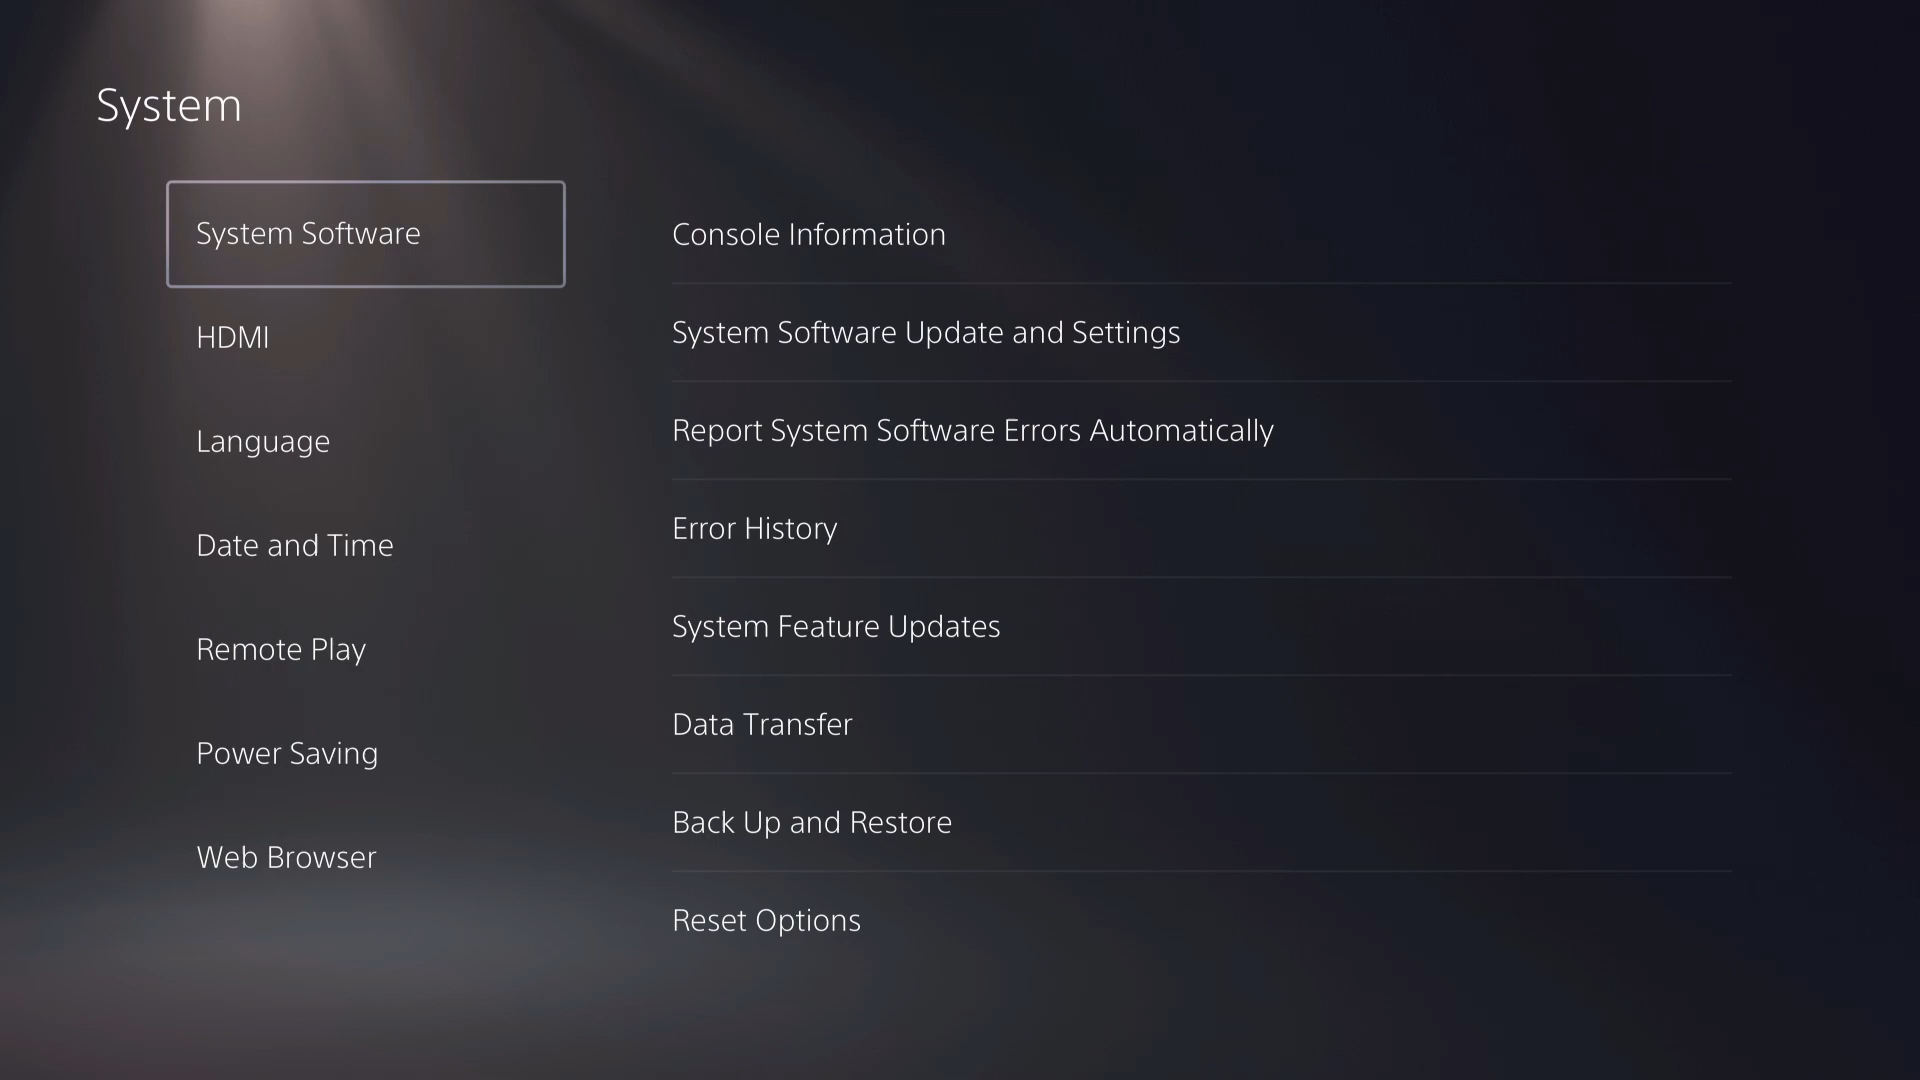 System
System Software
HDMI
Language
Date and Time
Remote Play
Power Saving
Web Browser
Console Information
System Software Update and Settings
Report System Software Errors Automatically
Error History
System Feature Updates
Data Transfer
Back Up and Restore
Reset Options